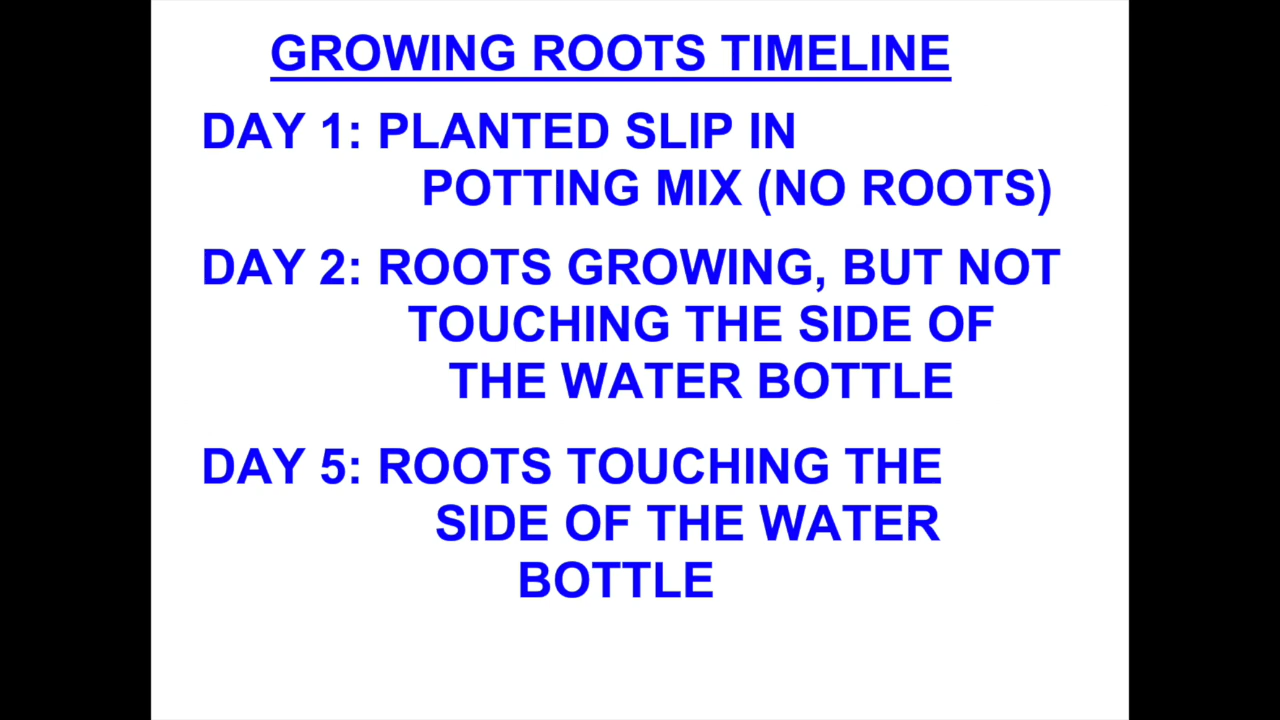 GROWING ROOTS TIMELINE
DAY 1: PLANTED SLIP IN
POTTING MIX (NO ROOTS)
DAY 2: ROOTS GROWING, BUT NOT
TOUCHING THE SIDE OF
THE WATER BOTTLE
DAY 5: ROOTS TOUCHING THE
SIDE OF THE WATER
BOTTLE